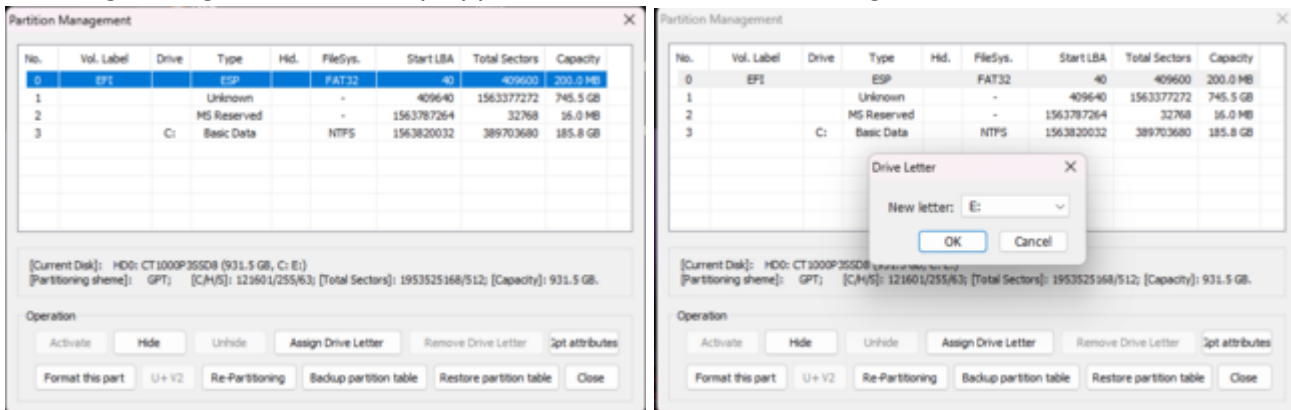 Partition Management
No. Vol. Label Drive Type Hid. FileSys. Start LBA Total Sectors Capacity
0 EFI ESP FAT32 40 409600 200.0 MB
1 Unknown - 409640 1563377272 745.5 GB
2 MS Reserved - 1563787264 32768 16.0 MB
3 C: Basic Data NTFS 1563820032 389703680 185.8 GB
[Current Disk]: HD0: CT1000P3SSD8 (931.5 GB, C: E:)
[Partitioning sheme]: GPT; [C/H/S]: 121601/255/63; [Total Sectors]: 1953525168/512; [Capacity]: 931.5 GB.
Operation
Activate Hide Unhide Assign Drive Letter Remove Drive Letter Gpt attributes
Format this part U+ V2 Re-Partitioning Backup partition table Restore partition table Close
Partition Management
No. Vol. Label Drive Type Hid. FileSys. Start LBA Total Sectors Capacity
0 EFI ESP FAT32 40 409600 200.0 MB
1 Unknown - 409640 1563377272 745.5 GB
2 MS Reserved - 1563787264 32768 16.0 MB
3 C: Basic Data NTFS 1563820032 389703680 185.8 GB
Drive Letter
New letter: E:
OK Cancel
[Current Disk]: HD0: CT1000P3SSD8
[Partitioning sheme]: GPT; [C/H/S]: 121601/255/63; [Total Sectors]: 1953525168/512; [Capacity]: 931.5 GB.
Operation
Activate Hide Unhide Assign Drive Letter Remove Drive Letter Gpt attributes
Format this part U+ V2 Re-Partitioning Backup partition table Restore partition table Close